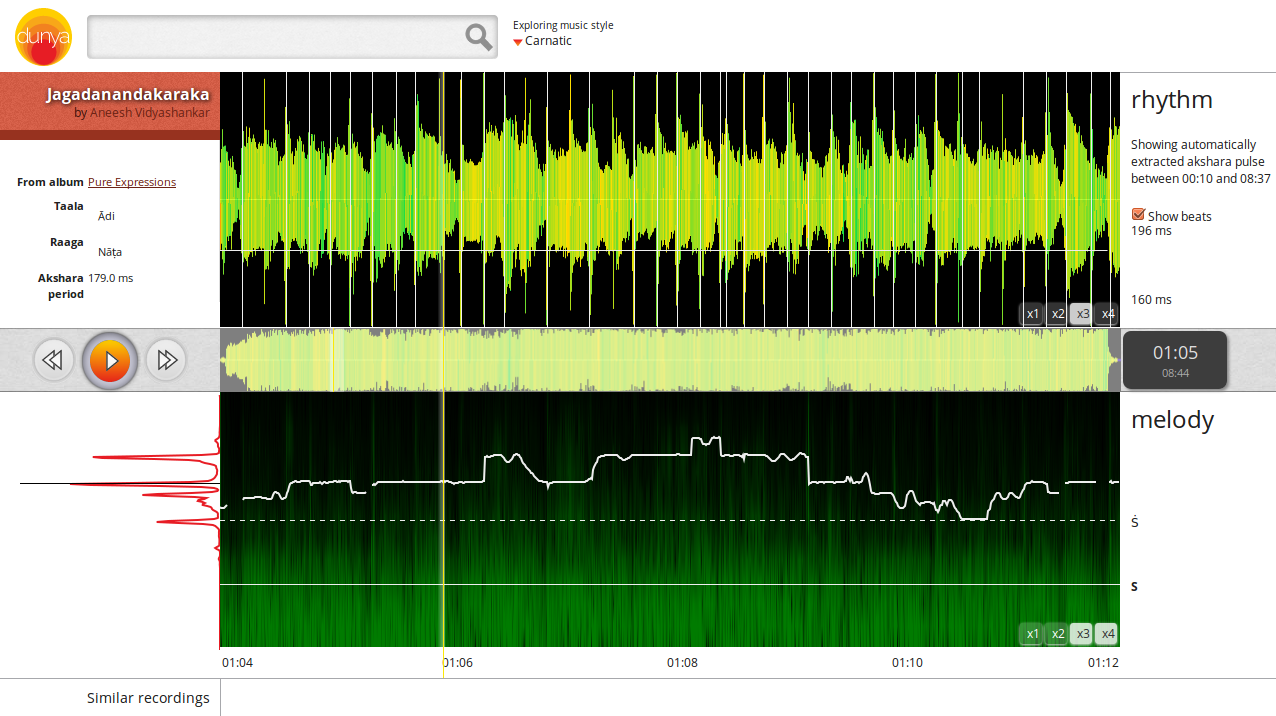 dunya
Exploring music style
Carnatic
Jagadanandakaraka
by Aneesh Vidyashankar
From album Pure Expressions
Taala
Ādi
Raaga
Nāṭa
Akshara 179.0 ms
period
rhythm
Showing automatically
extracted akshara pulse
between 00:10 and 08:37
Show beats
196 ms
160 ms
x1 x2 x3 x4
01:05
08:44
melody
Ṡ
S
x1 x2 x3 x4
01:04 01:06 01:08 01:10 01:12
Similar recordings